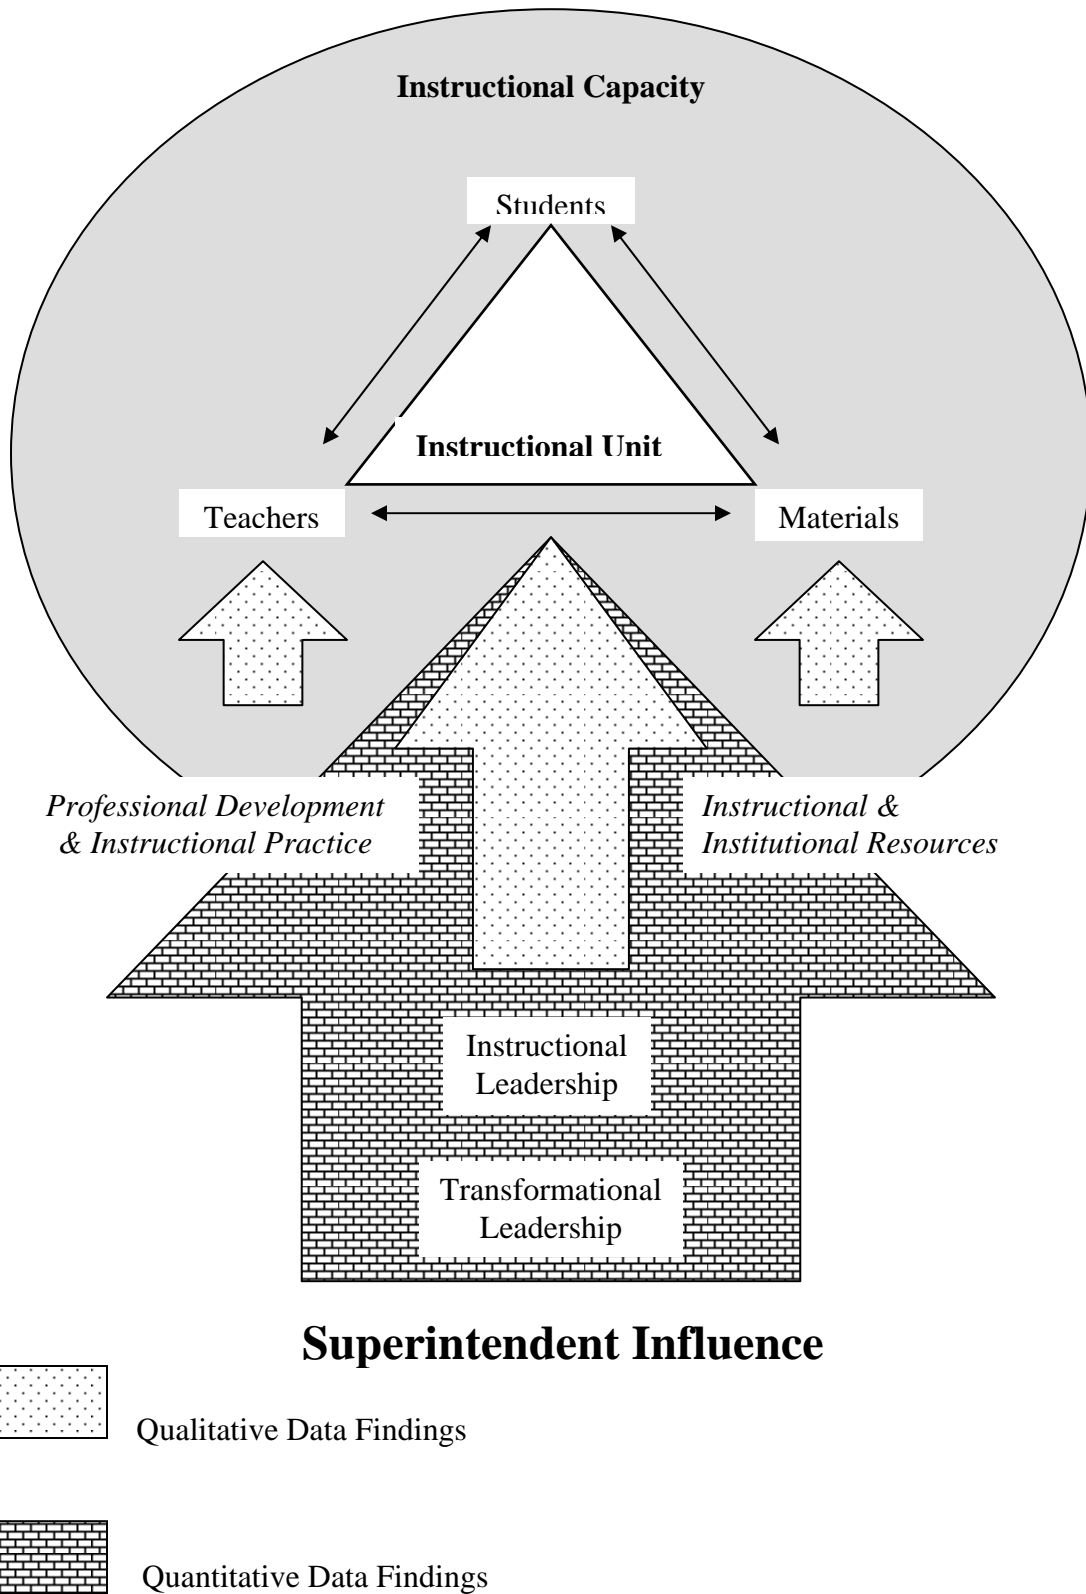 Instructional Capacity
Students
Instructional Unit
Teachers
Materials
Professional Development
& Instructional Practice
Instructional &
Institutional Resources
Instructional
Leadership
Transformational
Leadership
Superintendent Influence
Qualitative Data Findings
Quantitative Data Findings